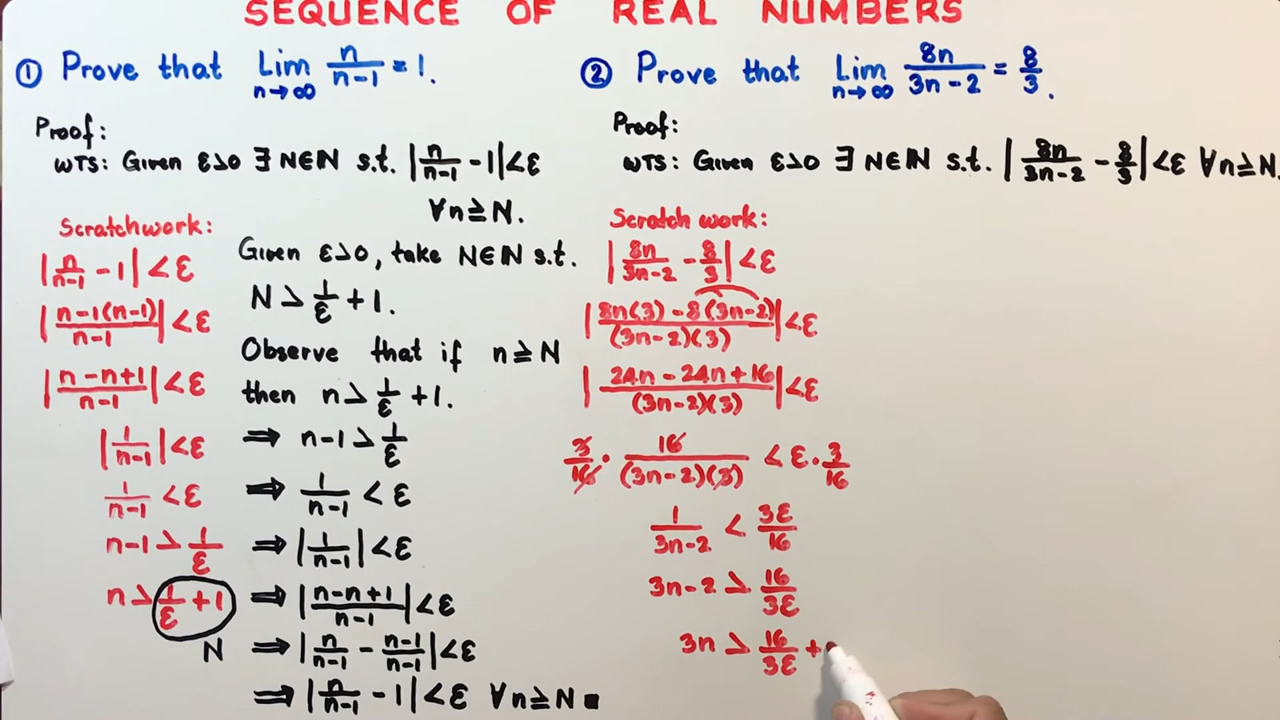 SEQUENCE OF REAL NUMBERS
① Prove that Lim n→∞ n/(n-1) = 1.
Proof:
WTS: Given ε>0 ∃ N∈ℕ s.t. |n/(n-1) - 1| < ε
∀n≥N.
Scratchwork:
|n/(n-1) - 1| < ε
|(n-1(n-1))/(n-1)| < ε
|(n-n+1)/(n-1)| < ε
|1/(n-1)| < ε
1/(n-1) < ε
n-1 > 1/ε
n > 1/ε + 1
N
Given ε>0, take N∈ℕ s.t.
N > 1/ε + 1.
Observe that if n≥N
then n > 1/ε + 1.
⇒ n-1 > 1/ε
⇒ 1/(n-1) < ε
⇒ |1/(n-1)| < ε
⇒ |(n-n+1)/(n-1)| < ε
⇒ |n/(n-1) - (n-1)/(n-1)| < ε
⇒ |n/(n-1) - 1| < ε ∀n≥N ■
② Prove that Lim n→∞ 8n/(3n-2) = 8/3.
Proof:
WTS: Given ε>0 ∃ N∈ℕ s.t. |8n/(3n-2) - 8/3| < ε ∀n≥N.
Scratch work:
|8n/(3n-2) - 8/3| < ε
|(8n(3) - 8(3n-2))/((3n-2)(3))| < ε
|(24n - 24n + 16)/((3n-2)(3))| < ε
3/16 · 16/((3n-2)(3)) < ε · 3/16
1/(3n-2) < 3ε/16
3n-2 > 16/3ε
3n > 16/3ε +